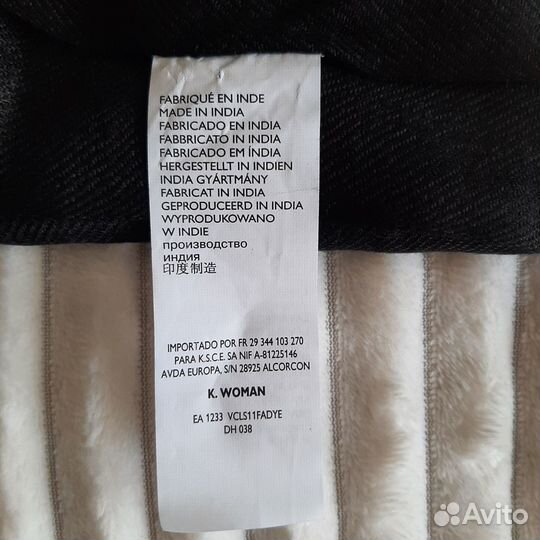 FABRIQUÉ EN INDE
MADE IN INDIA
FABRICADO EN INDIA
FABBRICATO IN INDIA
FABRICADO EM ÍNDIA
HERGESTELLT IN INDIEN
INDIA GYÁRTMÁNY
FABRICAT IN INDIA
GEPRODUCEERD IN INDIA
WYPRODUKOWANO
W INDIE
производство
индия
印度制造
IMPORTADO POR FR 29 344 103 270
PARA K.S.C.E. SA NIF A-81225146
AVDA EUROPA, S/N 28925 ALCORCON
K. WOMAN
EA 1233 VCLS11FADYE
DH 038
Avito